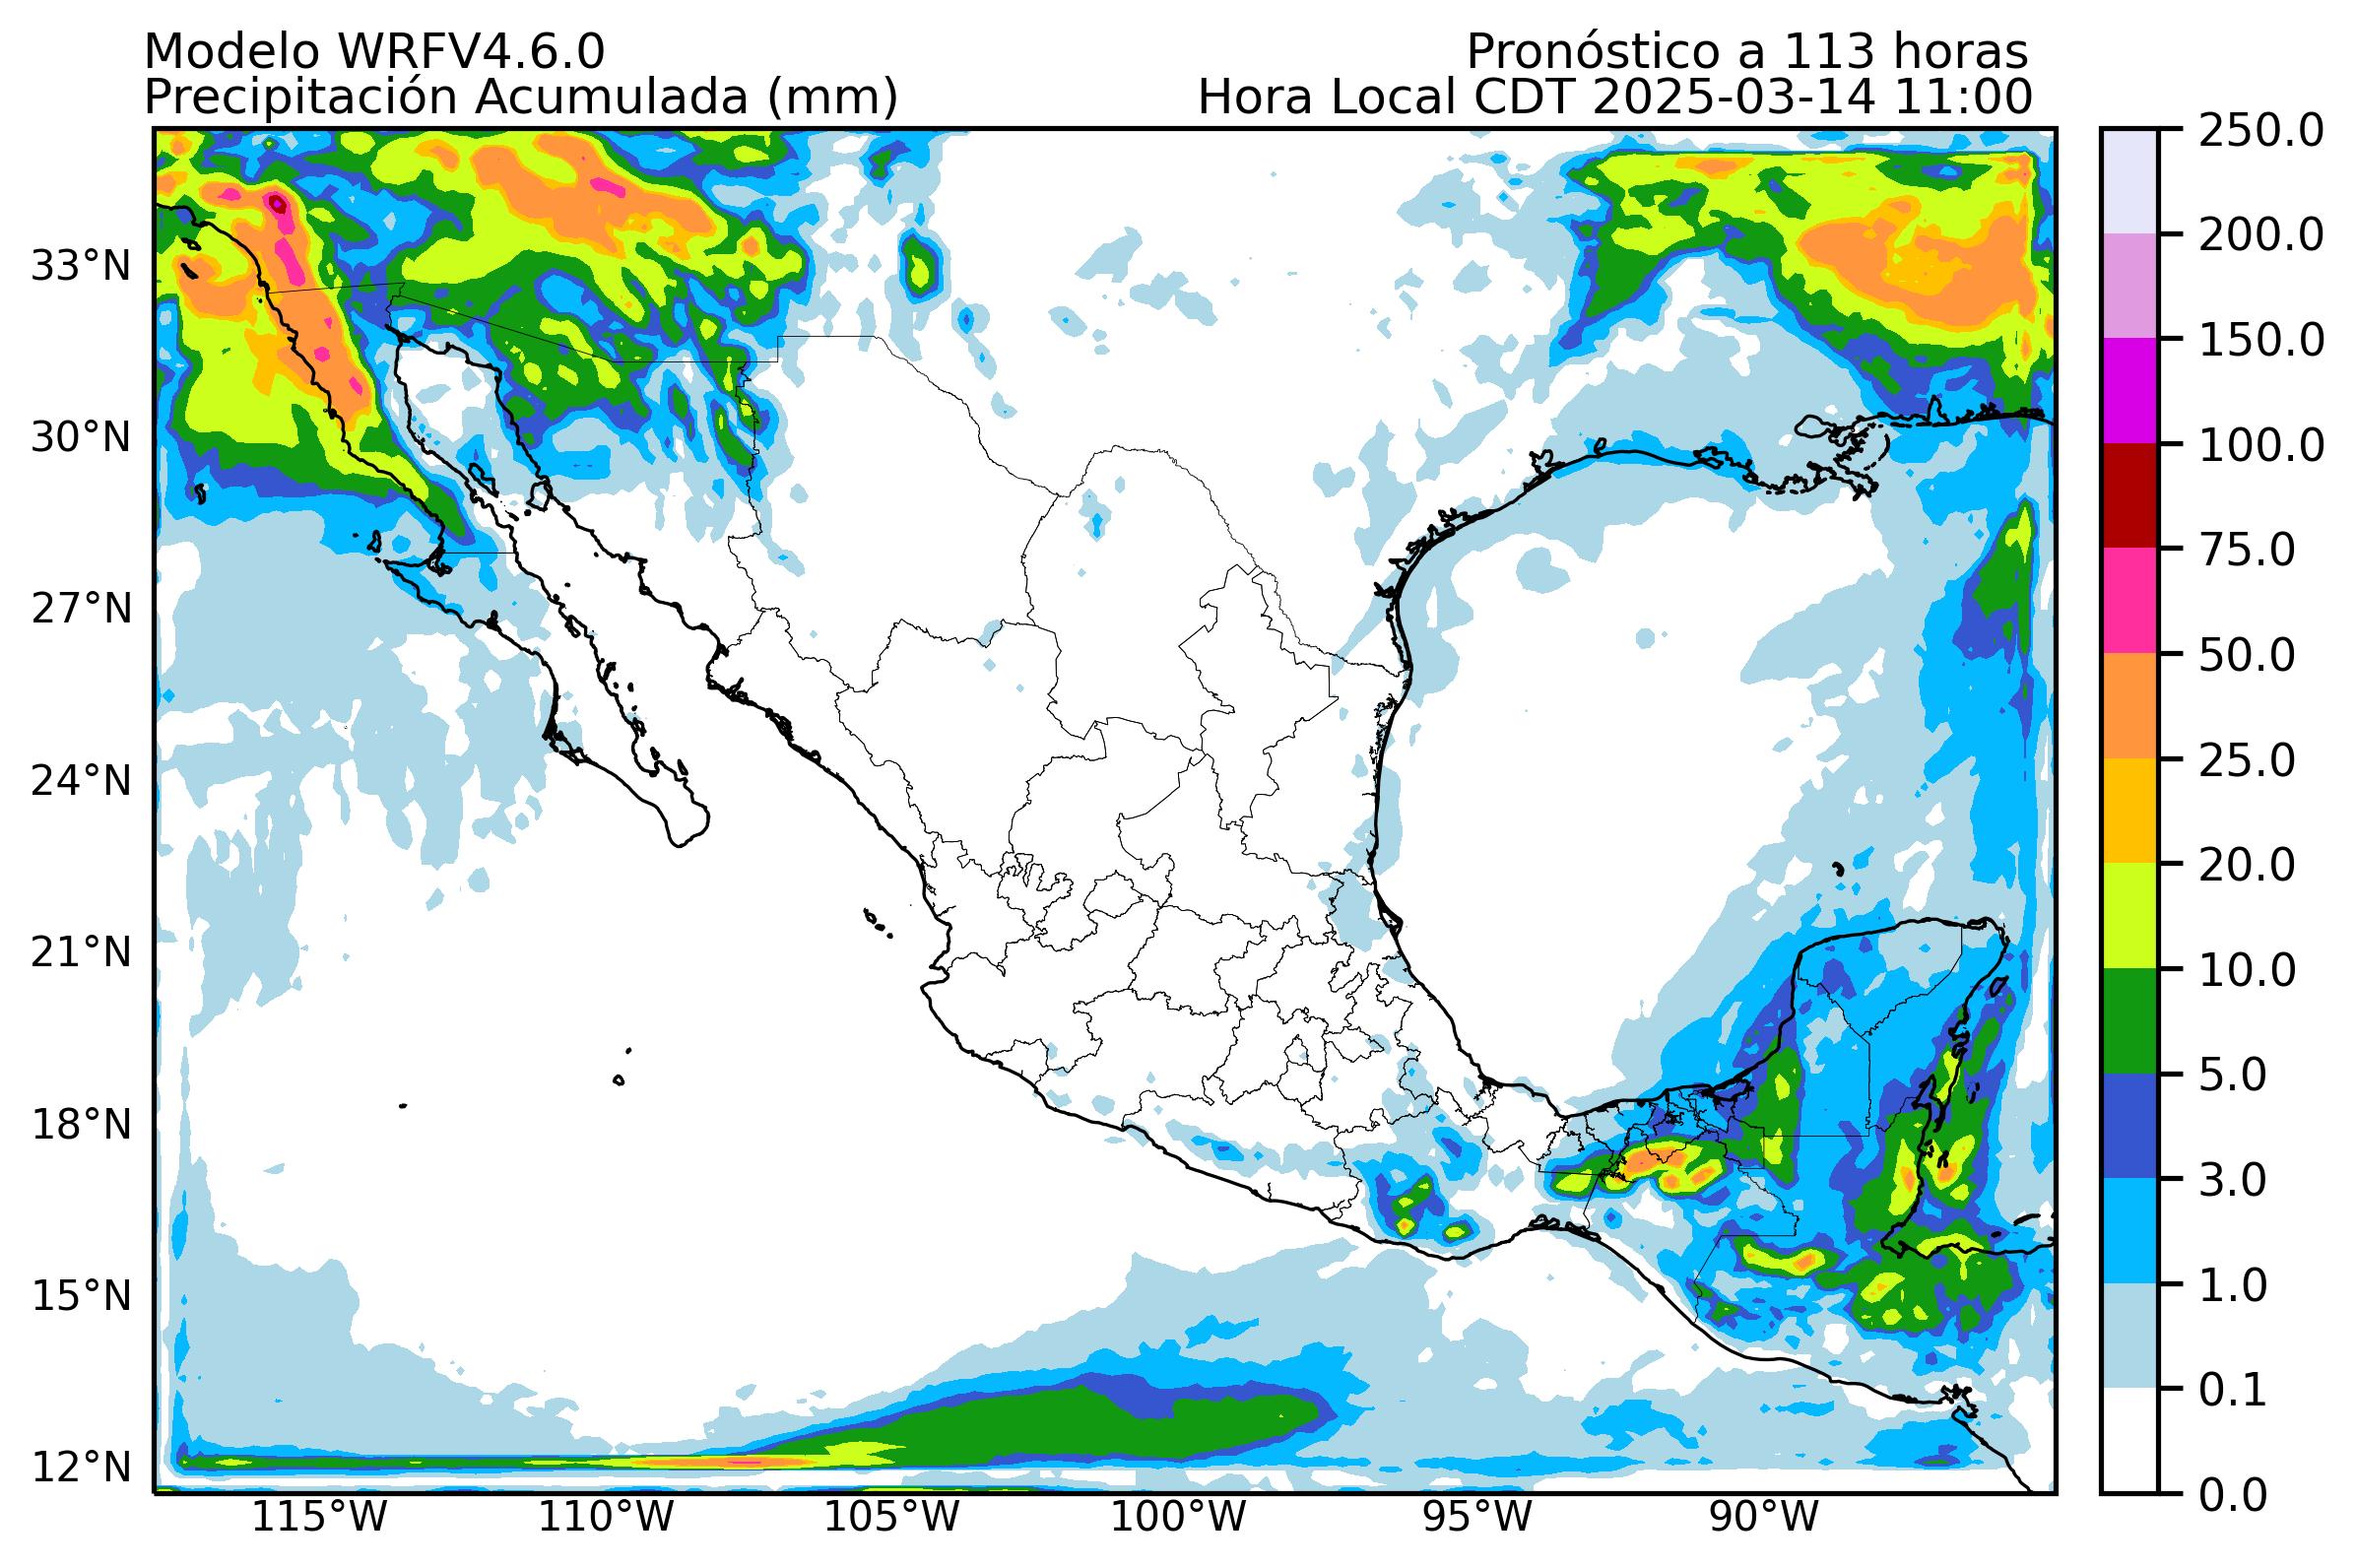 Modelo WRFV4.6.0
Pronóstico a 113 horas
Precipitación Acumulada (mm)
Hora Local CDT 2025-03-14 11:00
250.0
200.0
150.0
100.0
75.0
50.0
25.0
20.0
10.0
5.0
3.0
1.0
0.1
0.0
33°N
30°N
27°N
24°N
21°N
18°N
15°N
12°N
115°W
110°W
105°W
100°W
95°W
90°W